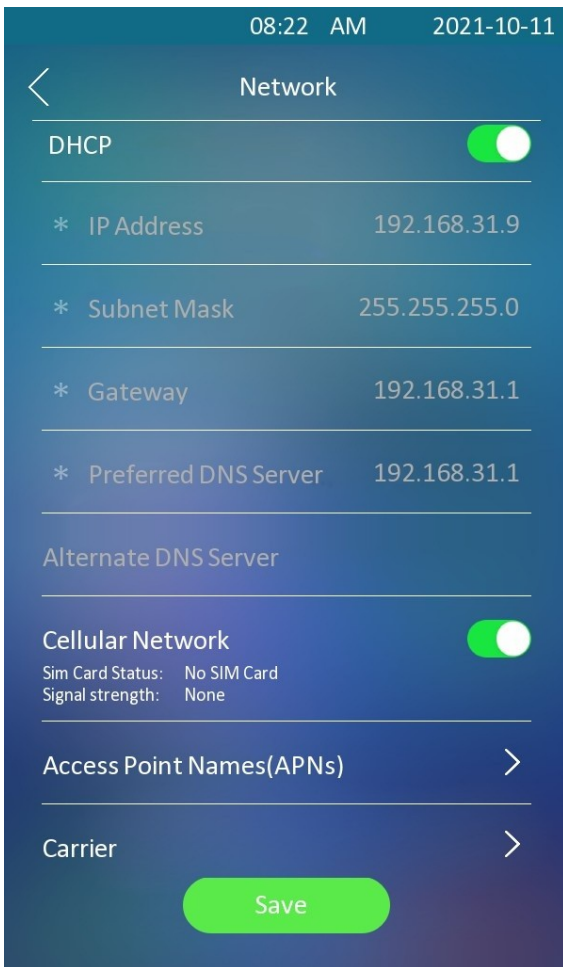 08:22 AM 2021-10-11
Network
DHCP
* IP Address 192.168.31.9
* Subnet Mask 255.255.255.0
* Gateway 192.168.31.1
* Preferred DNS Server 192.168.31.1
Alternate DNS Server
Cellular Network
Sim Card Status: No SIM Card
Signal strength: None
Access Point Names(APNs)
Carrier
Save